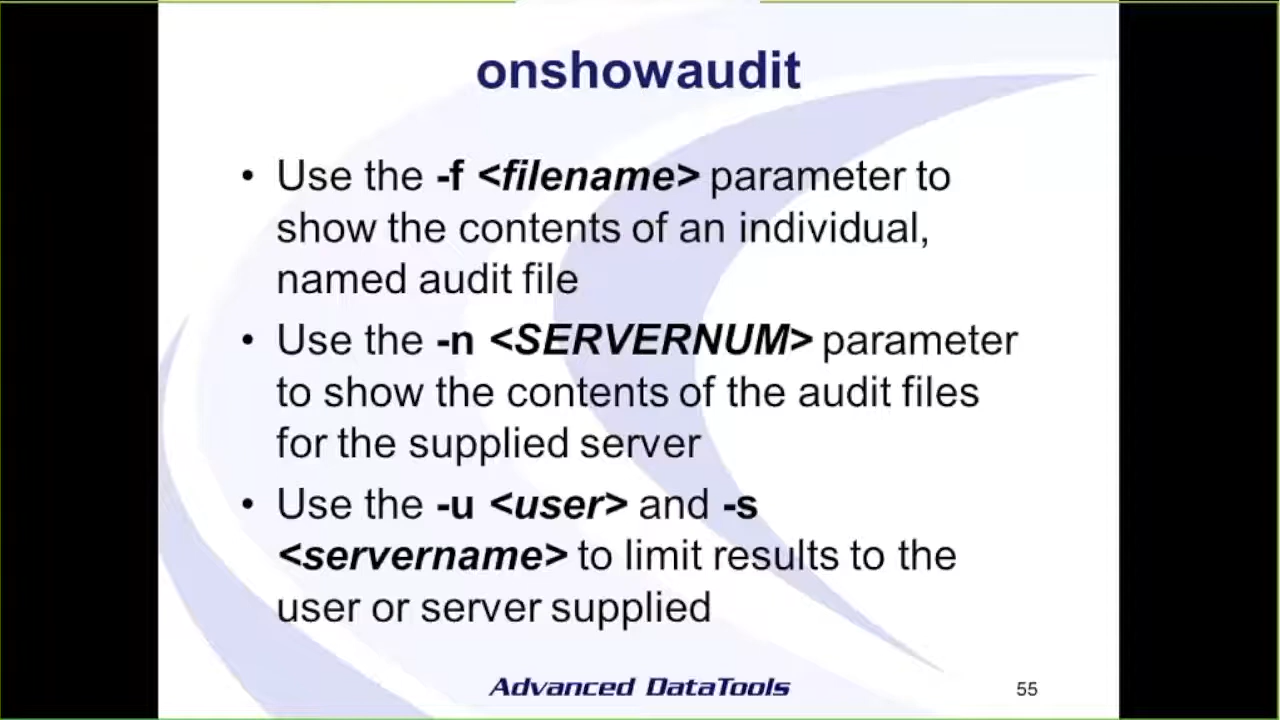 onshowaudit
• Use the -f <filename> parameter to
show the contents of an individual,
named audit file
• Use the -n <SERVERNUM> parameter
to show the contents of the audit files
for the supplied server
• Use the -u <user> and -s
<servername> to limit results to the
user or server supplied
Advanced DataTools
55